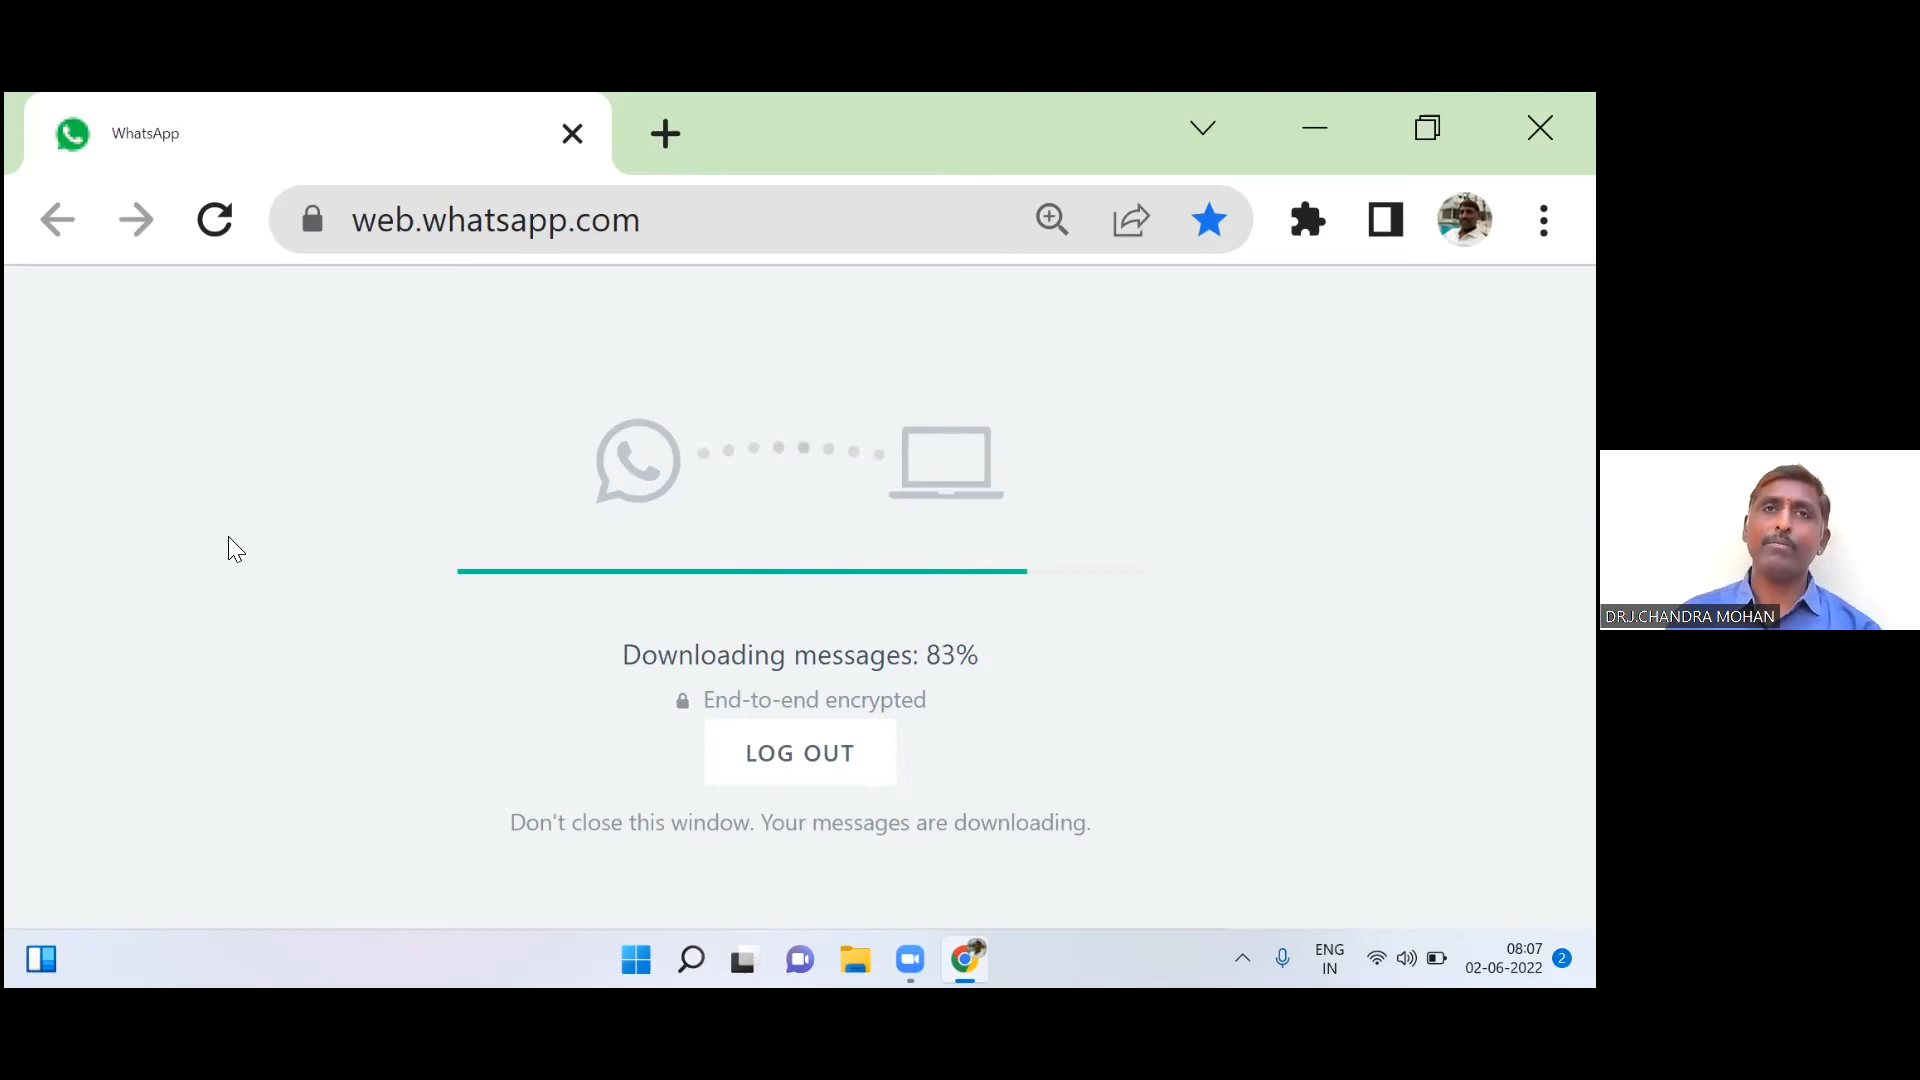 WhatsApp
web.whatsapp.com
Downloading messages: 83%
End-to-end encrypted
LOG OUT
Don't close this window. Your messages are downloading.
DR.J.CHANDRA MOHAN
ENG
IN
08:07
02-06-2022
2